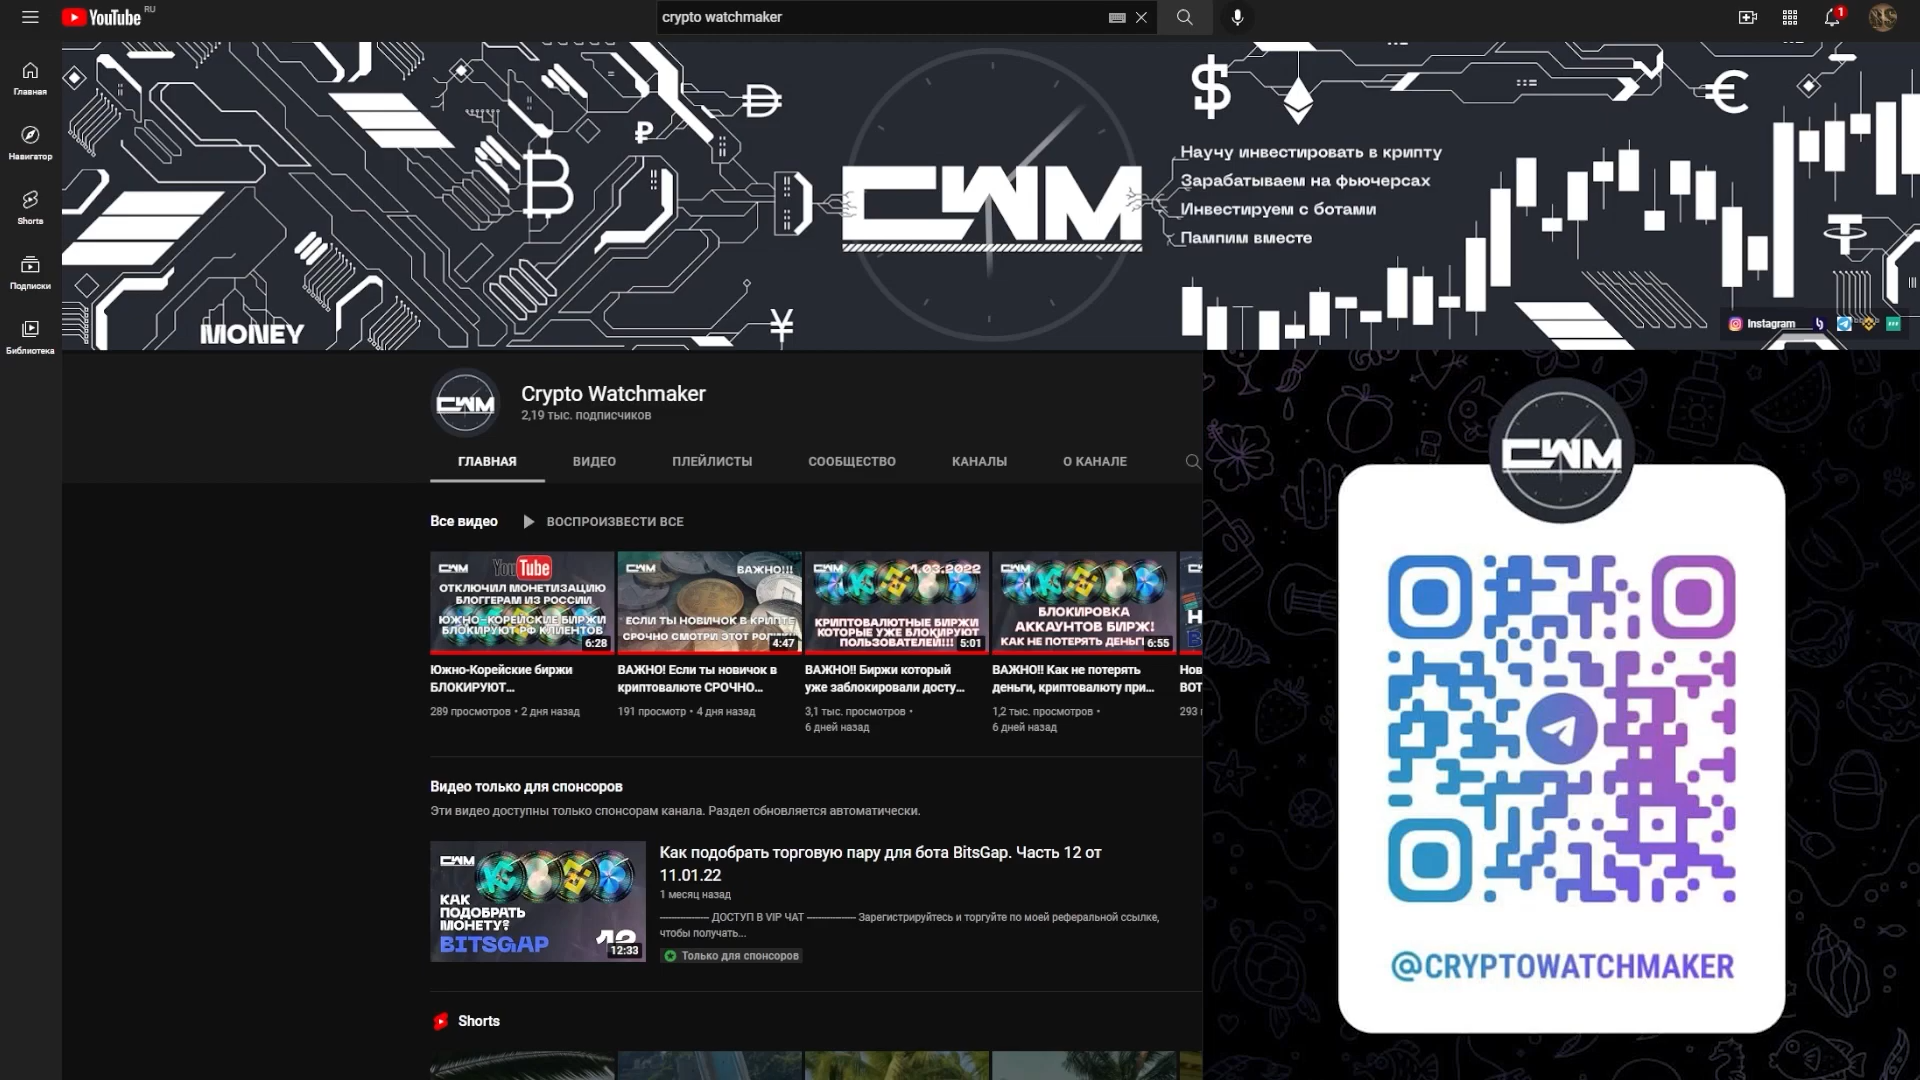 YouTube RU
crypto watchmaker
1
Главная
Навигатор
Shorts
Подписки
Библиотека
MONEY
CWM
Научу инвестировать в крипту
Зарабатываем на фьючерсах
Инвестируем с ботами
Пампим вместе
Instagram
CWM
Crypto Watchmaker
2,19 тыс. подписчиков
ГЛАВНАЯ
ВИДЕО
ПЛЕЙЛИСТЫ
СООБЩЕСТВО
КАНАЛЫ
О КАНАЛЕ
Все видео
ВОСПРОИЗВЕСТИ ВСЕ
CWM YouTube
ОТКЛЮЧИЛ МОНЕТИЗАЦИЮ
БЛОГГЕРАМ ИЗ РОССИИ
ЮЖНО-КОРЕЙСКИЕ БИРЖИ
БЛОКИРУЮТ РФ КЛИЕНТОВ
6:28
Южно-Корейские биржи
БЛОКИРУЮТ...
289 просмотров • 2 дня назад
CWM ВАЖНО!!!
ЕСЛИ ТЫ НОВИЧОК В КРИПТЕ
СРОЧНО СМОТРИ ЭТОТ
4:47
ВАЖНО! Если ты новичок в
криптовалюте СРОЧНО...
191 просмотр • 4 дня назад
CWM
1.03.2022
КРИПТОВАЛЮТНЫЕ БИРЖИ
КОТОРЫЕ УЖЕ БЛОКИРУЮТ
ПОЛЬЗОВАТЕЛЕЙ!!!
5:01
ВАЖНО!! Биржи который
уже заблокировали досту...
3,1 тыс. просмотров •
6 дней назад
CWM
БЛОКИРОВКА
АККАУНТОВ БИРЖ!
КАК НЕ ПОТЕРЯТЬ ДЕНЬГ
6:55
ВАЖНО!! Как не потерять
деньги, криптовалюту при...
1,2 тыс. просмотров •
6 дней назад
Нов
ВОТ
293
Видео только для спонсоров
Эти видео доступны только спонсорам канала. Раздел обновляется автоматически.
CWM
КАК
ПОДОБРАТЬ
МОНЕТУ?
BITSGAP
12
12:33
Как подобрать торговую пару для бота BitsGap. Часть 12 от
11.01.22
1 месяц назад
---------------- ДОСТУП В VIP ЧАТ ---------------- Зарегистрируйтесь и торгуйте по моей реферальной ссылке,
чтобы получать...
Только для спонсоров
Shorts
CWM
@CRYPTOWATCHMAKER